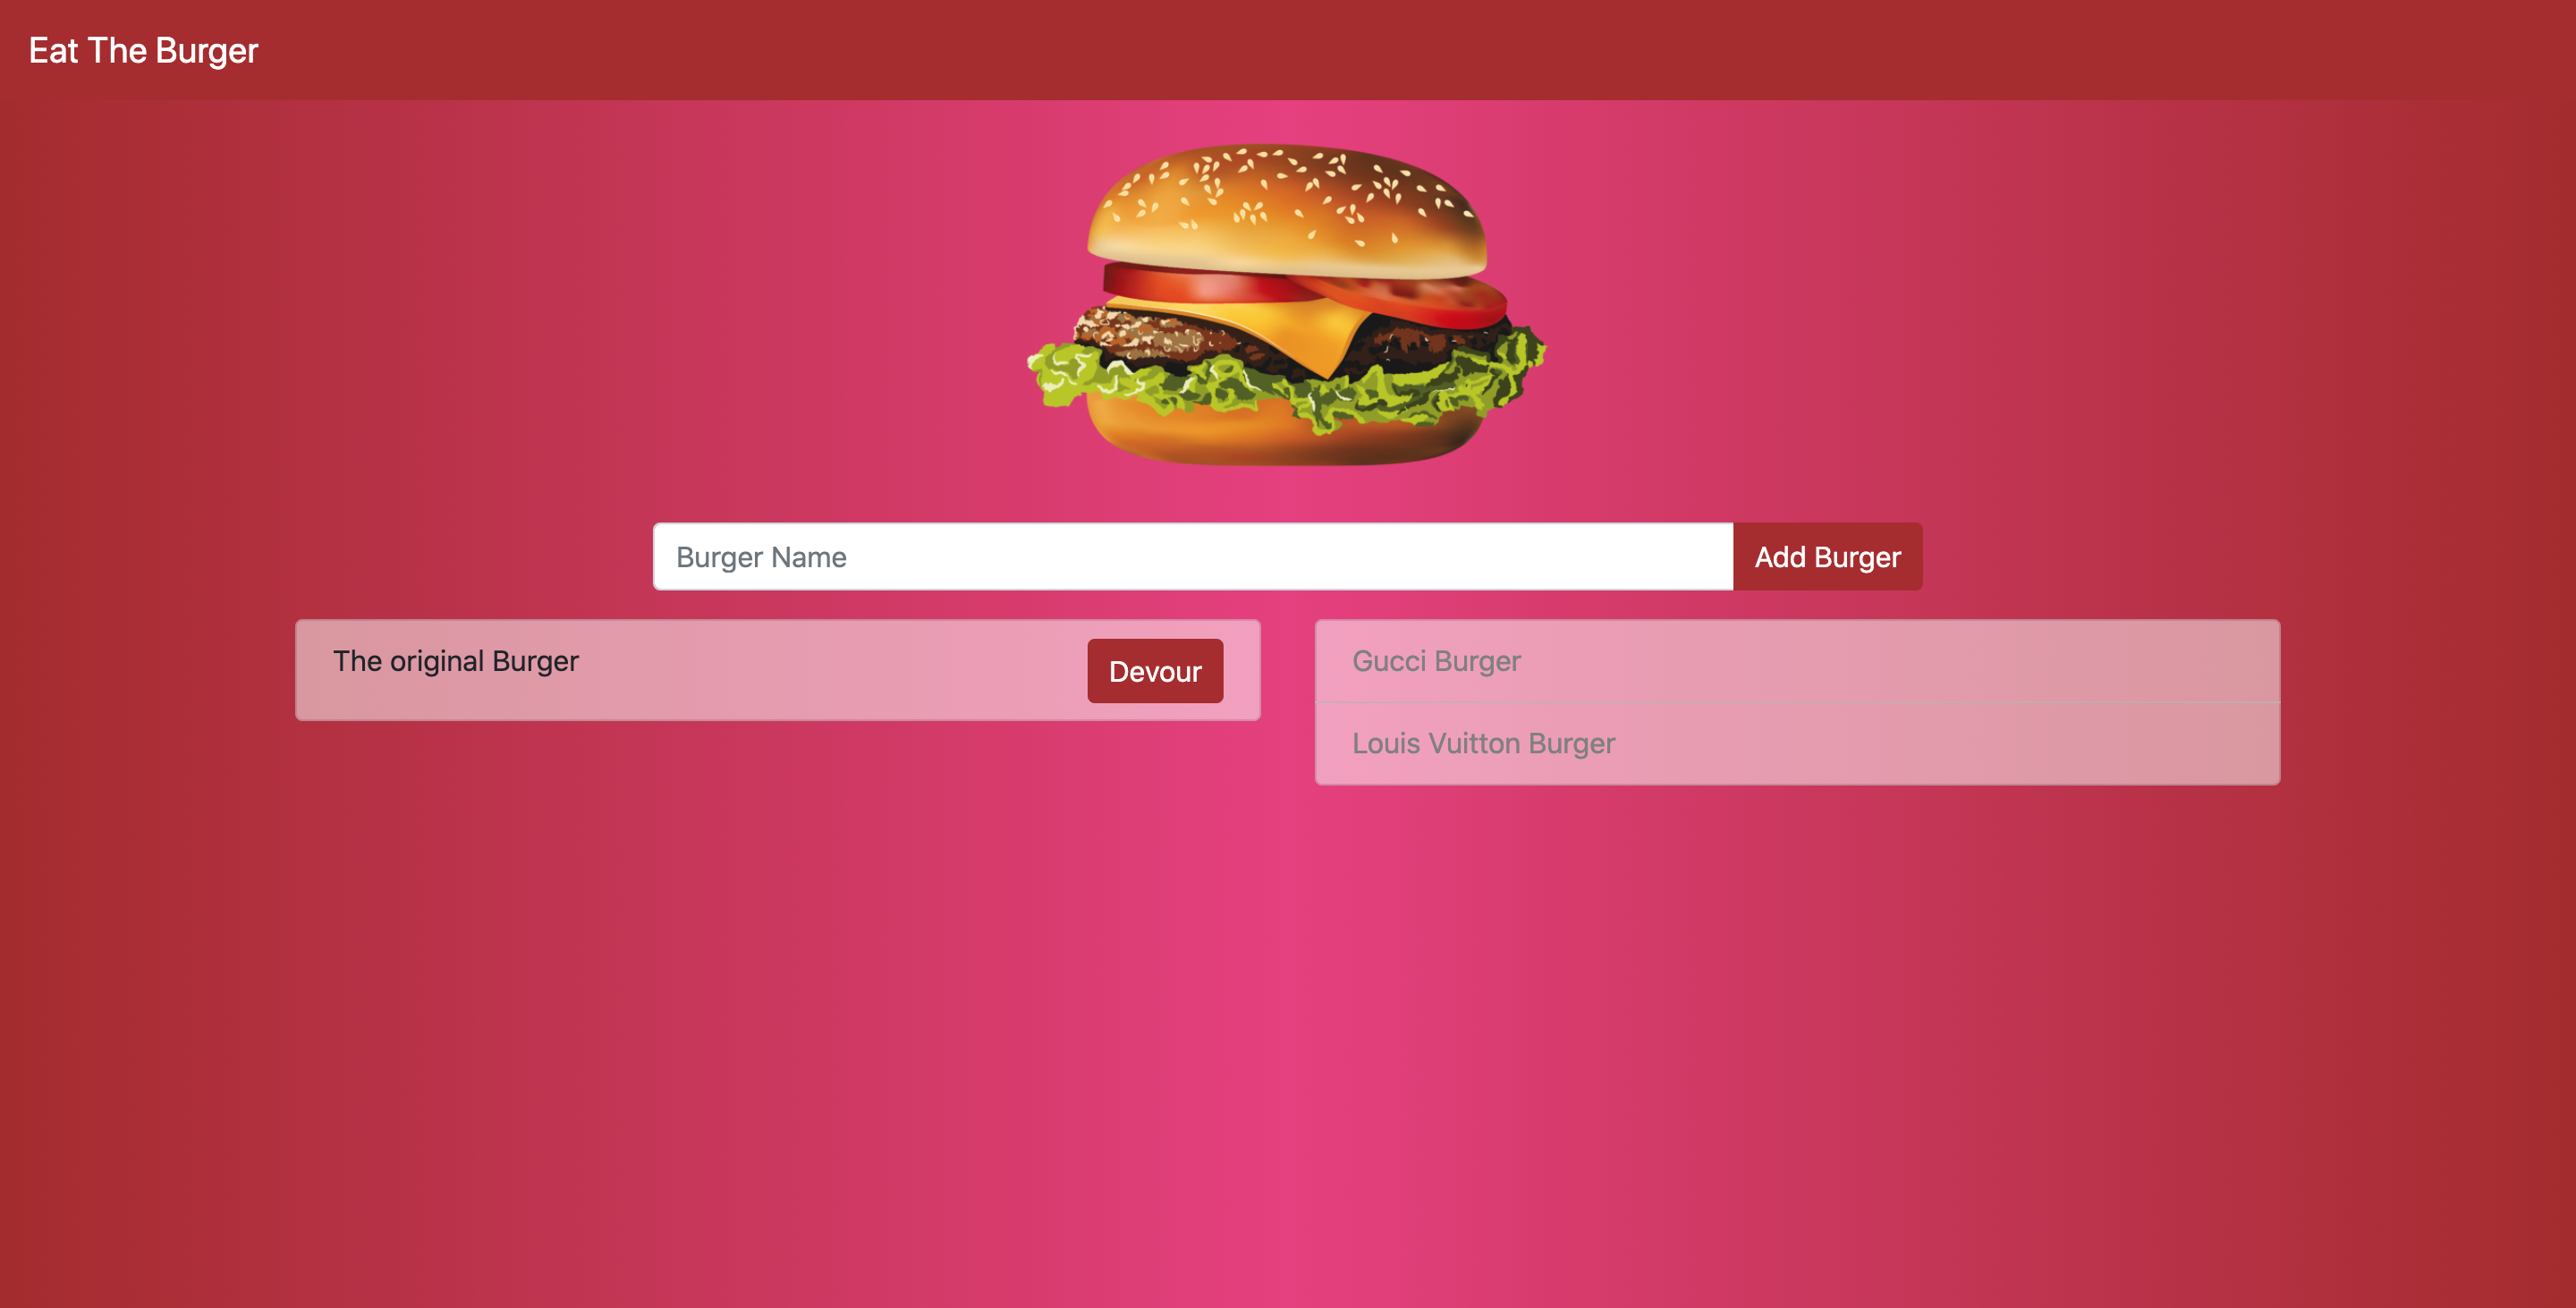 Eat The Burger
Burger Name
Add Burger
The original Burger
Devour
Gucci Burger
Louis Vuitton Burger